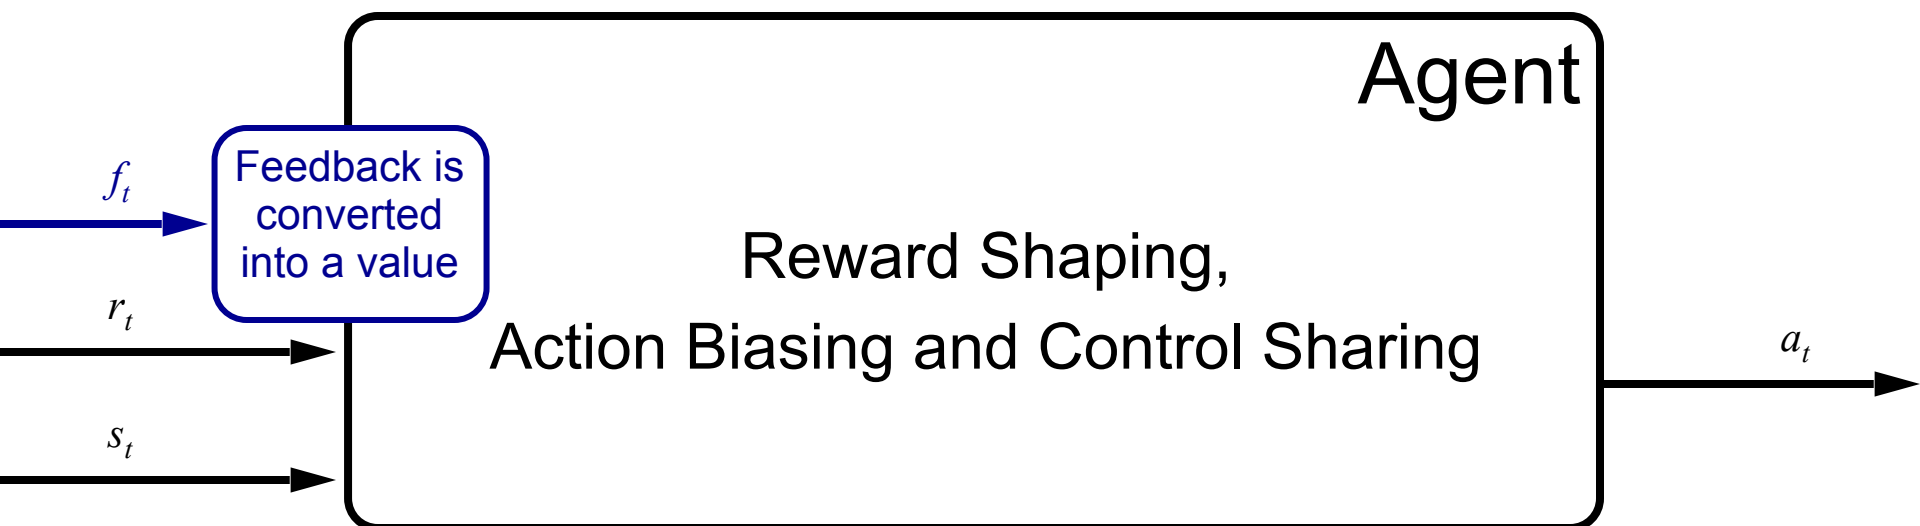 Agent
f_t
Feedback is
converted
into a value
Reward Shaping,
r_t
Action Biasing and Control Sharing
a_t
s_t